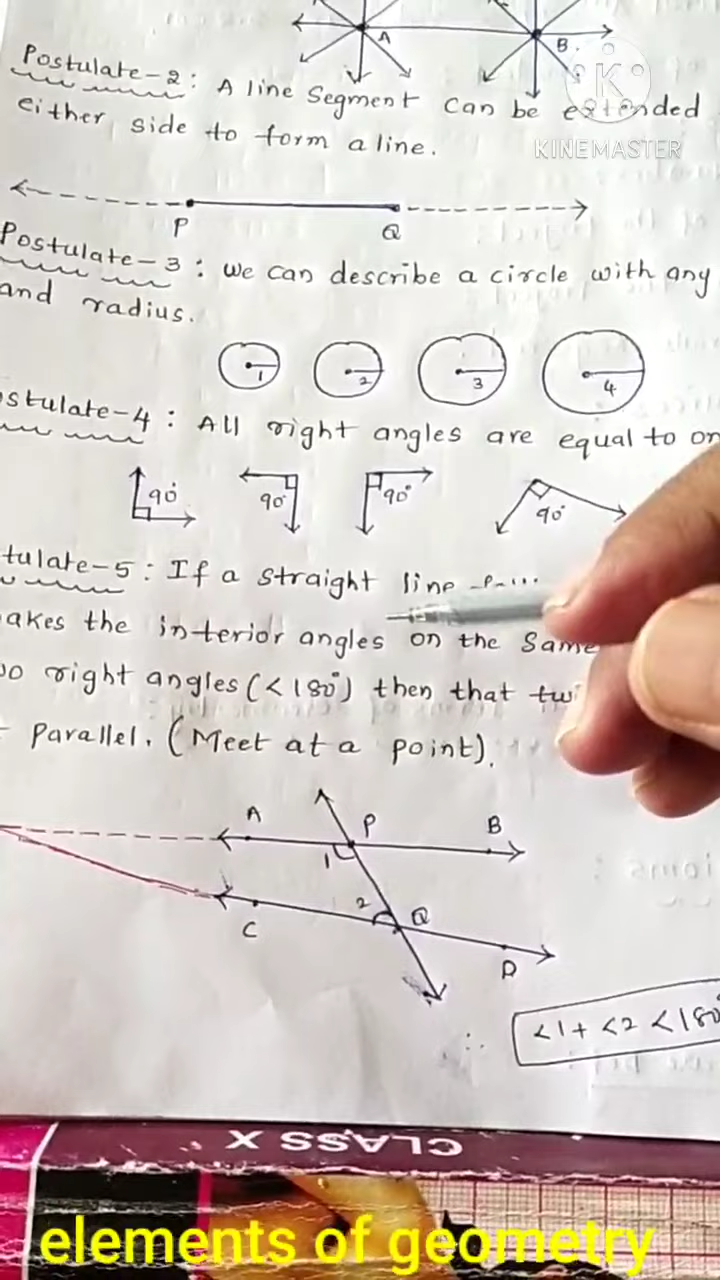 A
B.
Postulate-2: A line segment can be extended
either side to form a line.
KINEMASTER
P
Q
Postulate-3: we can describe a circle with any
and radius.
1 2 3 4
stulate-4: All right angles are equal to on
90° 90° 90° 90°
tulate-5: If a straight line
akes the interior angles on the same
wo right angles (<180°) then that tw
parallel. (Meet at a point).
A P B
1
2 Q
C
D
∴ <1 + <2 < 180°
CLASS X
elements of geometry